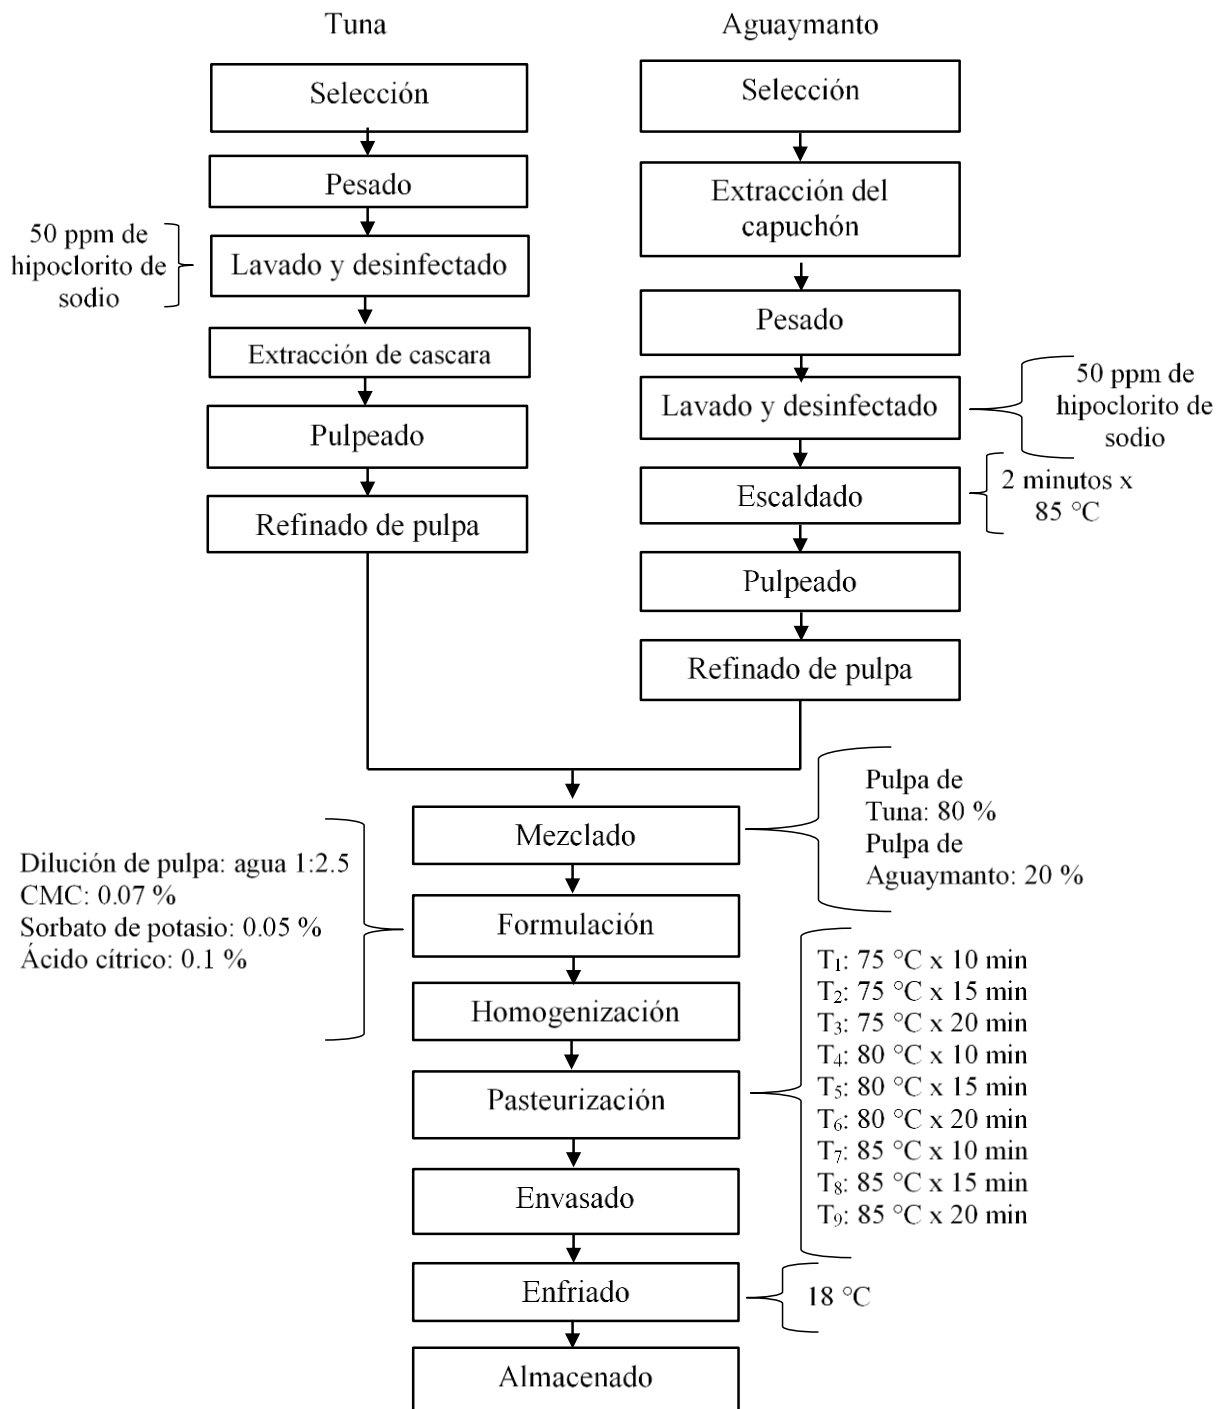 Tuna
Selección
Pesado
50 ppm de
hipoclorito de
sodio
Lavado y desinfectado
Extracción de cascara
Pulpeado
Refinado de pulpa
Aguaymanto
Selección
Extracción del
capuchón
Pesado
Lavado y desinfectado
50 ppm de
hipoclorito de
sodio
Escaldado
2 minutos x
85 °C
Pulpeado
Refinado de pulpa
Mezclado
Pulpa de
Tuna: 80 %
Pulpa de
Aguaymanto: 20 %
Dilución de pulpa: agua 1:2.5
CMC: 0.07 %
Sorbato de potasio: 0.05 %
Ácido cítrico: 0.1 %
Formulación
Homogenización
Pasteurización
T₁: 75 °C x 10 min
T₂: 75 °C x 15 min
T₃: 75 °C x 20 min
T₄: 80 °C x 10 min
T₅: 80 °C x 15 min
T₆: 80 °C x 20 min
T₇: 85 °C x 10 min
T₈: 85 °C x 15 min
T₉: 85 °C x 20 min
Envasado
Enfriado
18 °C
Almacenado